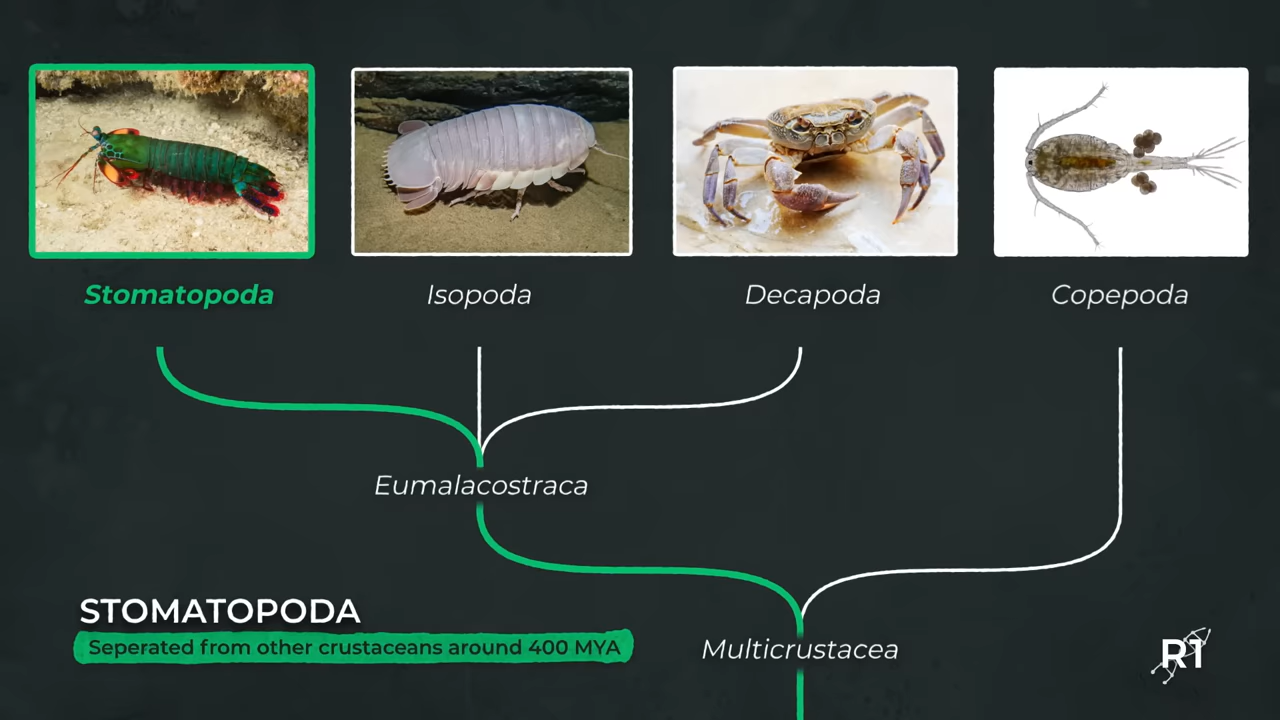 Stomatopoda
Isopoda
Decapoda
Copepoda
Eumalacostraca
STOMATOPODA
Seperated from other crustaceans around 400 MYA
Multicrustacea
R1